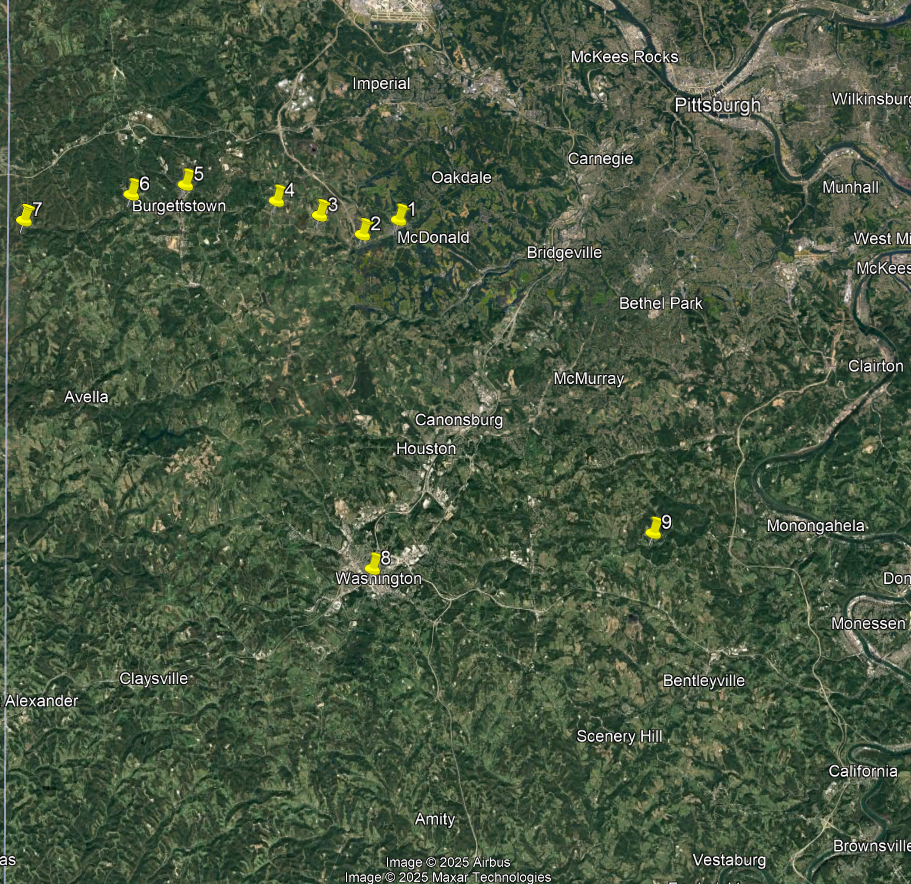 McKees Rocks
Imperial
Pittsburgh
Wilkinsburg
Carnegie
Oakdale
Munhall
5
6
4
Burgettstown
7
3
1
2
McDonald
West Mi
Bridgeville
McKees
Bethel Park
Clairton
McMurray
Avella
Canonsburg
Houston
9
Monongahela
8
Washington
Don
Monessen
Claysville
Bentleyville
Alexander
Scenery Hill
California
Amity
Brownsville
as
Vestaburg
Image © 2025 Airbus
Image © 2025 Maxar Technologies